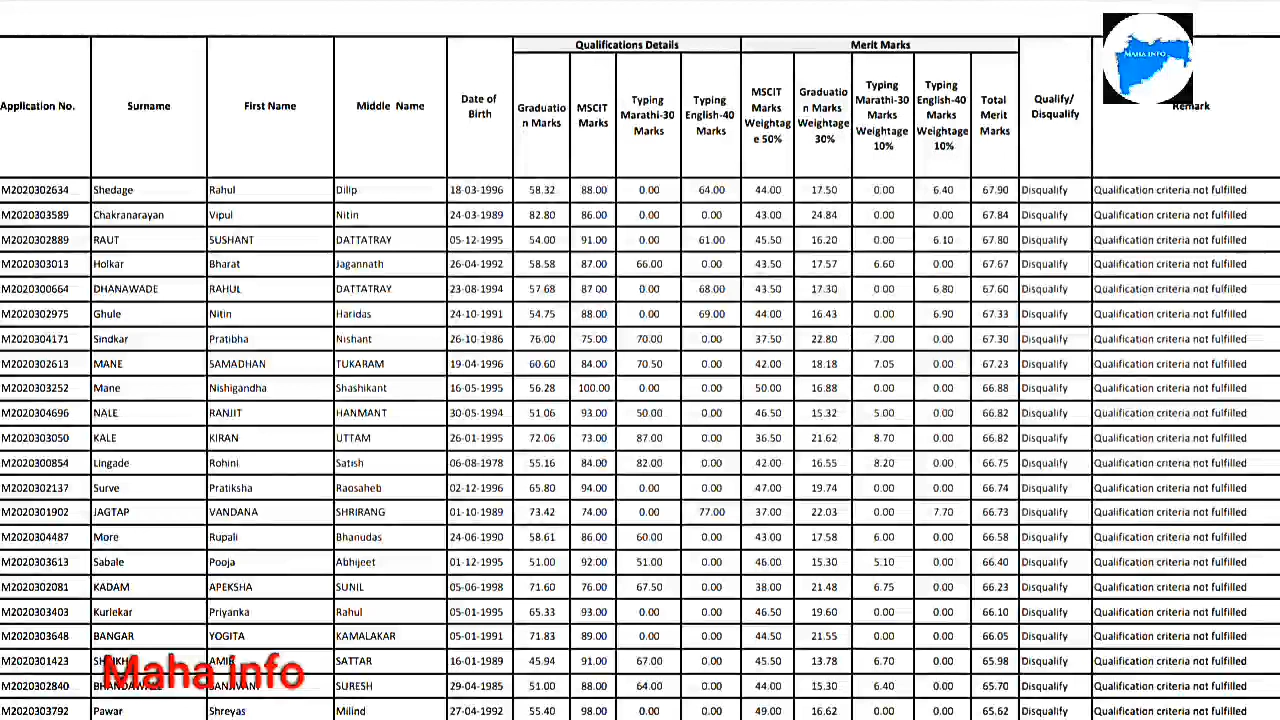 MAHA INFO
Qualifications Details Merit Marks
Application No. Surname First Name Middle Name Date of Birth Graduation Marks MSCIT Marks Typing Marathi-30 Marks Typing English-40 Marks MSCIT Marks Weightage 50% Graduation Marks Weightage 30% Typing Marathi-30 Marks Weightage 10% Typing English-40 Marks Weightage 10% Total Merit Marks Qualify/ Disqualify Remark
M2020302634 Shedage Rahul Dilip 18-03-1996 58.32 88.00 0.00 64.00 44.00 17.50 0.00 6.40 67.90 Disqualify Qualification criteria not fulfilled
M2020303589 Chakranarayan Vipul Nitin 24-03-1989 82.80 86.00 0.00 0.00 43.00 24.84 0.00 0.00 67.84 Disqualify Qualification criteria not fulfilled
M2020302889 RAUT SUSHANT DATTATRAY 05-12-1995 54.00 91.00 0.00 61.00 45.50 16.20 0.00 6.10 67.80 Disqualify Qualification criteria not fulfilled
M2020303013 Holkar Bharat Jagannath 26-04-1992 58.58 87.00 66.00 0.00 43.50 17.57 6.60 0.00 67.67 Disqualify Qualification criteria not fulfilled
M2020300664 DHANAWADE RAHUL DATTATRAY 23-08-1994 57.68 87.00 0.00 68.00 43.50 17.30 0.00 6.80 67.60 Disqualify Qualification criteria not fulfilled
M2020302975 Ghule Nitin Haridas 24-10-1991 54.75 88.00 0.00 69.00 44.00 16.43 0.00 6.90 67.33 Disqualify Qualification criteria not fulfilled
M2020304171 Sindkar Pratibha Nishant 26-10-1986 76.00 75.00 70.00 0.00 37.50 22.80 7.00 0.00 67.30 Disqualify Qualification criteria not fulfilled
M2020302613 MANE SAMADHAN TUKARAM 19-04-1996 60.60 84.00 70.50 0.00 42.00 18.18 7.05 0.00 67.23 Disqualify Qualification criteria not fulfilled
M2020303252 Mane Nishigandha Shashikant 16-05-1995 56.28 100.00 0.00 0.00 50.00 16.88 0.00 0.00 66.88 Disqualify Qualification criteria not fulfilled
M2020304696 NALE RANJIT HANMANT 30-05-1994 51.06 93.00 50.00 0.00 46.50 15.32 5.00 0.00 66.82 Disqualify Qualification criteria not fulfilled
M2020303050 KALE KIRAN UTTAM 26-01-1995 72.06 73.00 87.00 0.00 36.50 21.62 8.70 0.00 66.82 Disqualify Qualification criteria not fulfilled
M2020300854 Lingade Rohini Satish 06-08-1978 55.16 84.00 82.00 0.00 42.00 16.55 8.20 0.00 66.75 Disqualify Qualification criteria not fulfilled
M2020302137 Surve Pratiksha Raosaheb 02-12-1996 65.80 94.00 0.00 0.00 47.00 19.74 0.00 0.00 66.74 Disqualify Qualification criteria not fulfilled
M2020301902 JAGTAP VANDANA SHRIRANG 01-10-1989 73.42 74.00 0.00 77.00 37.00 22.03 0.00 7.70 66.73 Disqualify Qualification criteria not fulfilled
M2020304487 More Rupali Bhanudas 24-06-1990 58.61 86.00 60.00 0.00 43.00 17.58 6.00 0.00 66.58 Disqualify Qualification criteria not fulfilled
M2020303613 Sabale Pooja Abhijeet 01-12-1995 51.00 92.00 51.00 0.00 46.00 15.30 5.10 0.00 66.40 Disqualify Qualification criteria not fulfilled
M2020302081 KADAM APEKSHA SUNIL 05-06-1998 71.60 76.00 67.50 0.00 38.00 21.48 6.75 0.00 66.23 Disqualify Qualification criteria not fulfilled
M2020303403 Kurlekar Priyanka Rahul 05-01-1995 65.33 93.00 0.00 0.00 46.50 19.60 0.00 0.00 66.10 Disqualify Qualification criteria not fulfilled
M2020303648 BANGAR YOGITA KAMALAKAR 05-01-1991 71.83 89.00 0.00 0.00 44.50 21.55 0.00 0.00 66.05 Disqualify Qualification criteria not fulfilled
M2020301423 AMIR SATTAR 16-01-1989 45.94 91.00 67.00 0.00 45.50 13.78 6.70 0.00 65.98 Disqualify Qualification criteria not fulfilled
Maha info
M2020302840 SURESH 29-04-1985 51.00 88.00 64.00 0.00 44.00 15.30 6.40 0.00 65.70 Disqualify Qualification criteria not fulfilled
M2020303792 Pawar Shreyas Milind 27-04-1992 55.40 98.00 0.00 0.00 49.00 16.62 0.00 0.00 65.62 Disqualify Qualification criteria not fulfilled